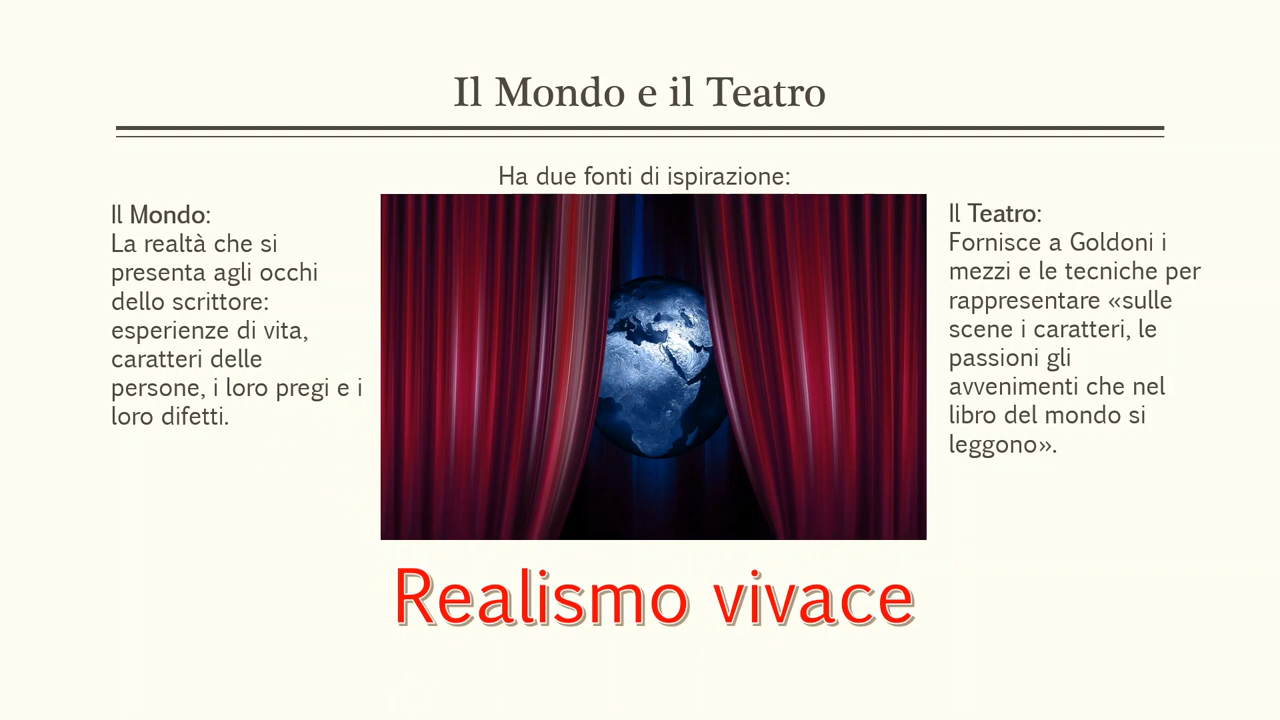 Il Mondo e il Teatro
Ha due fonti di ispirazione:
Il Mondo:
La realtà che si
presenta agli occhi
dello scrittore:
esperienze di vita,
caratteri delle
persone, i loro pregi e i
loro difetti.
Il Teatro:
Fornisce a Goldoni i
mezzi e le tecniche per
rappresentare «sulle
scene i caratteri, le
passioni gli
avvenimenti che nel
libro del mondo si
leggono».
Realismo vivace